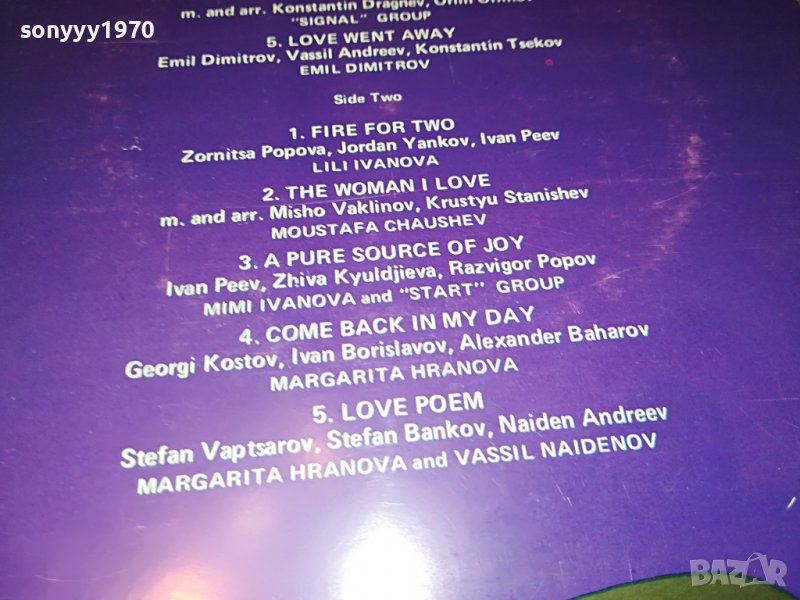 sonyyy1970
m. and arr. Konstantin Dragnev,
"SIGNAL" GROUP
5. LOVE WENT AWAY
Emil Dimitrov, Vassil Andreev, Konstantin Tsekov
EMIL DIMITROV
Side Two
1. FIRE FOR TWO
Zornitsa Popova, Jordan Yankov, Ivan Peev
LILI IVANOVA
2. THE WOMAN I LOVE
m. and arr. Misho Vaklinov, Krustyu Stanishev
MOUSTAFA CHAUSHEV
3. A PURE SOURCE OF JOY
Ivan Peev, Zhiva Kyuldjieva, Razvigor Popov
MIMI IVANOVA and "START" GROUP
4. COME BACK IN MY DAY
Georgi Kostov, Ivan Borislavov, Alexander Baharov
MARGARITA HRANOVA
5. LOVE POEM
Stefan Vaptsarov, Stefan Bankov, Naiden Andreev
MARGARITA HRANOVA and VASSIL NAIDENOV
BAZAR